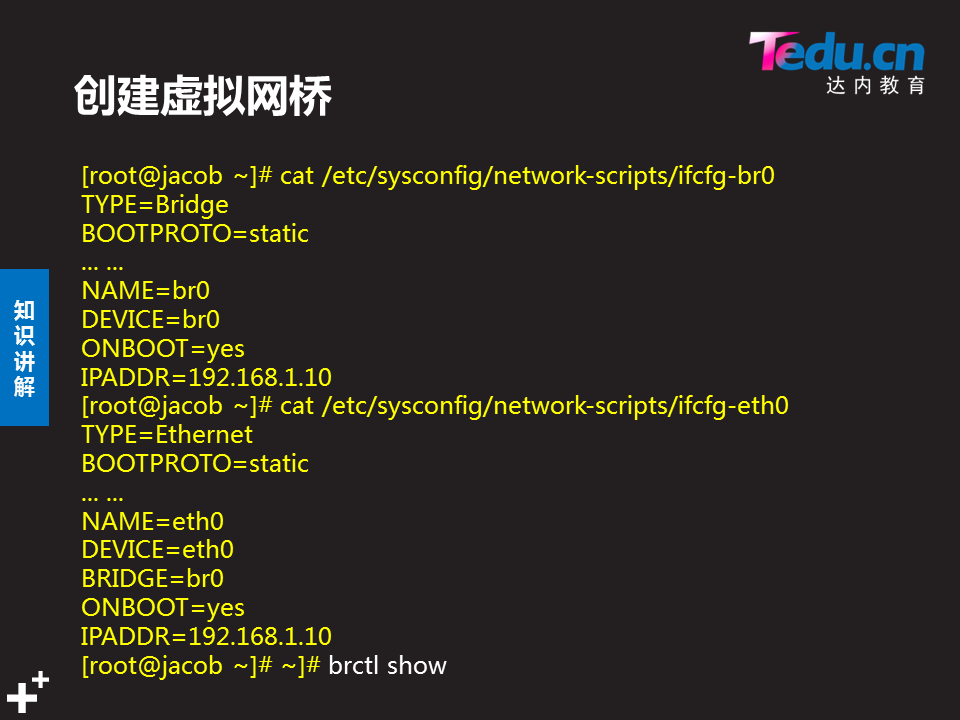 Tedu.cn
达内教育
创建虚拟网桥
[root@jacob ~]# cat /etc/sysconfig/network-scripts/ifcfg-br0
TYPE=Bridge
BOOTPROTO=static
... ...
NAME=br0
DEVICE=br0
ONBOOT=yes
IPADDR=192.168.1.10
[root@jacob ~]# cat /etc/sysconfig/network-scripts/ifcfg-eth0
TYPE=Ethernet
BOOTPROTO=static
... ...
NAME=eth0
DEVICE=eth0
BRIDGE=br0
ONBOOT=yes
IPADDR=192.168.1.10
[root@jacob ~]# ~]# brctl show
知识讲解